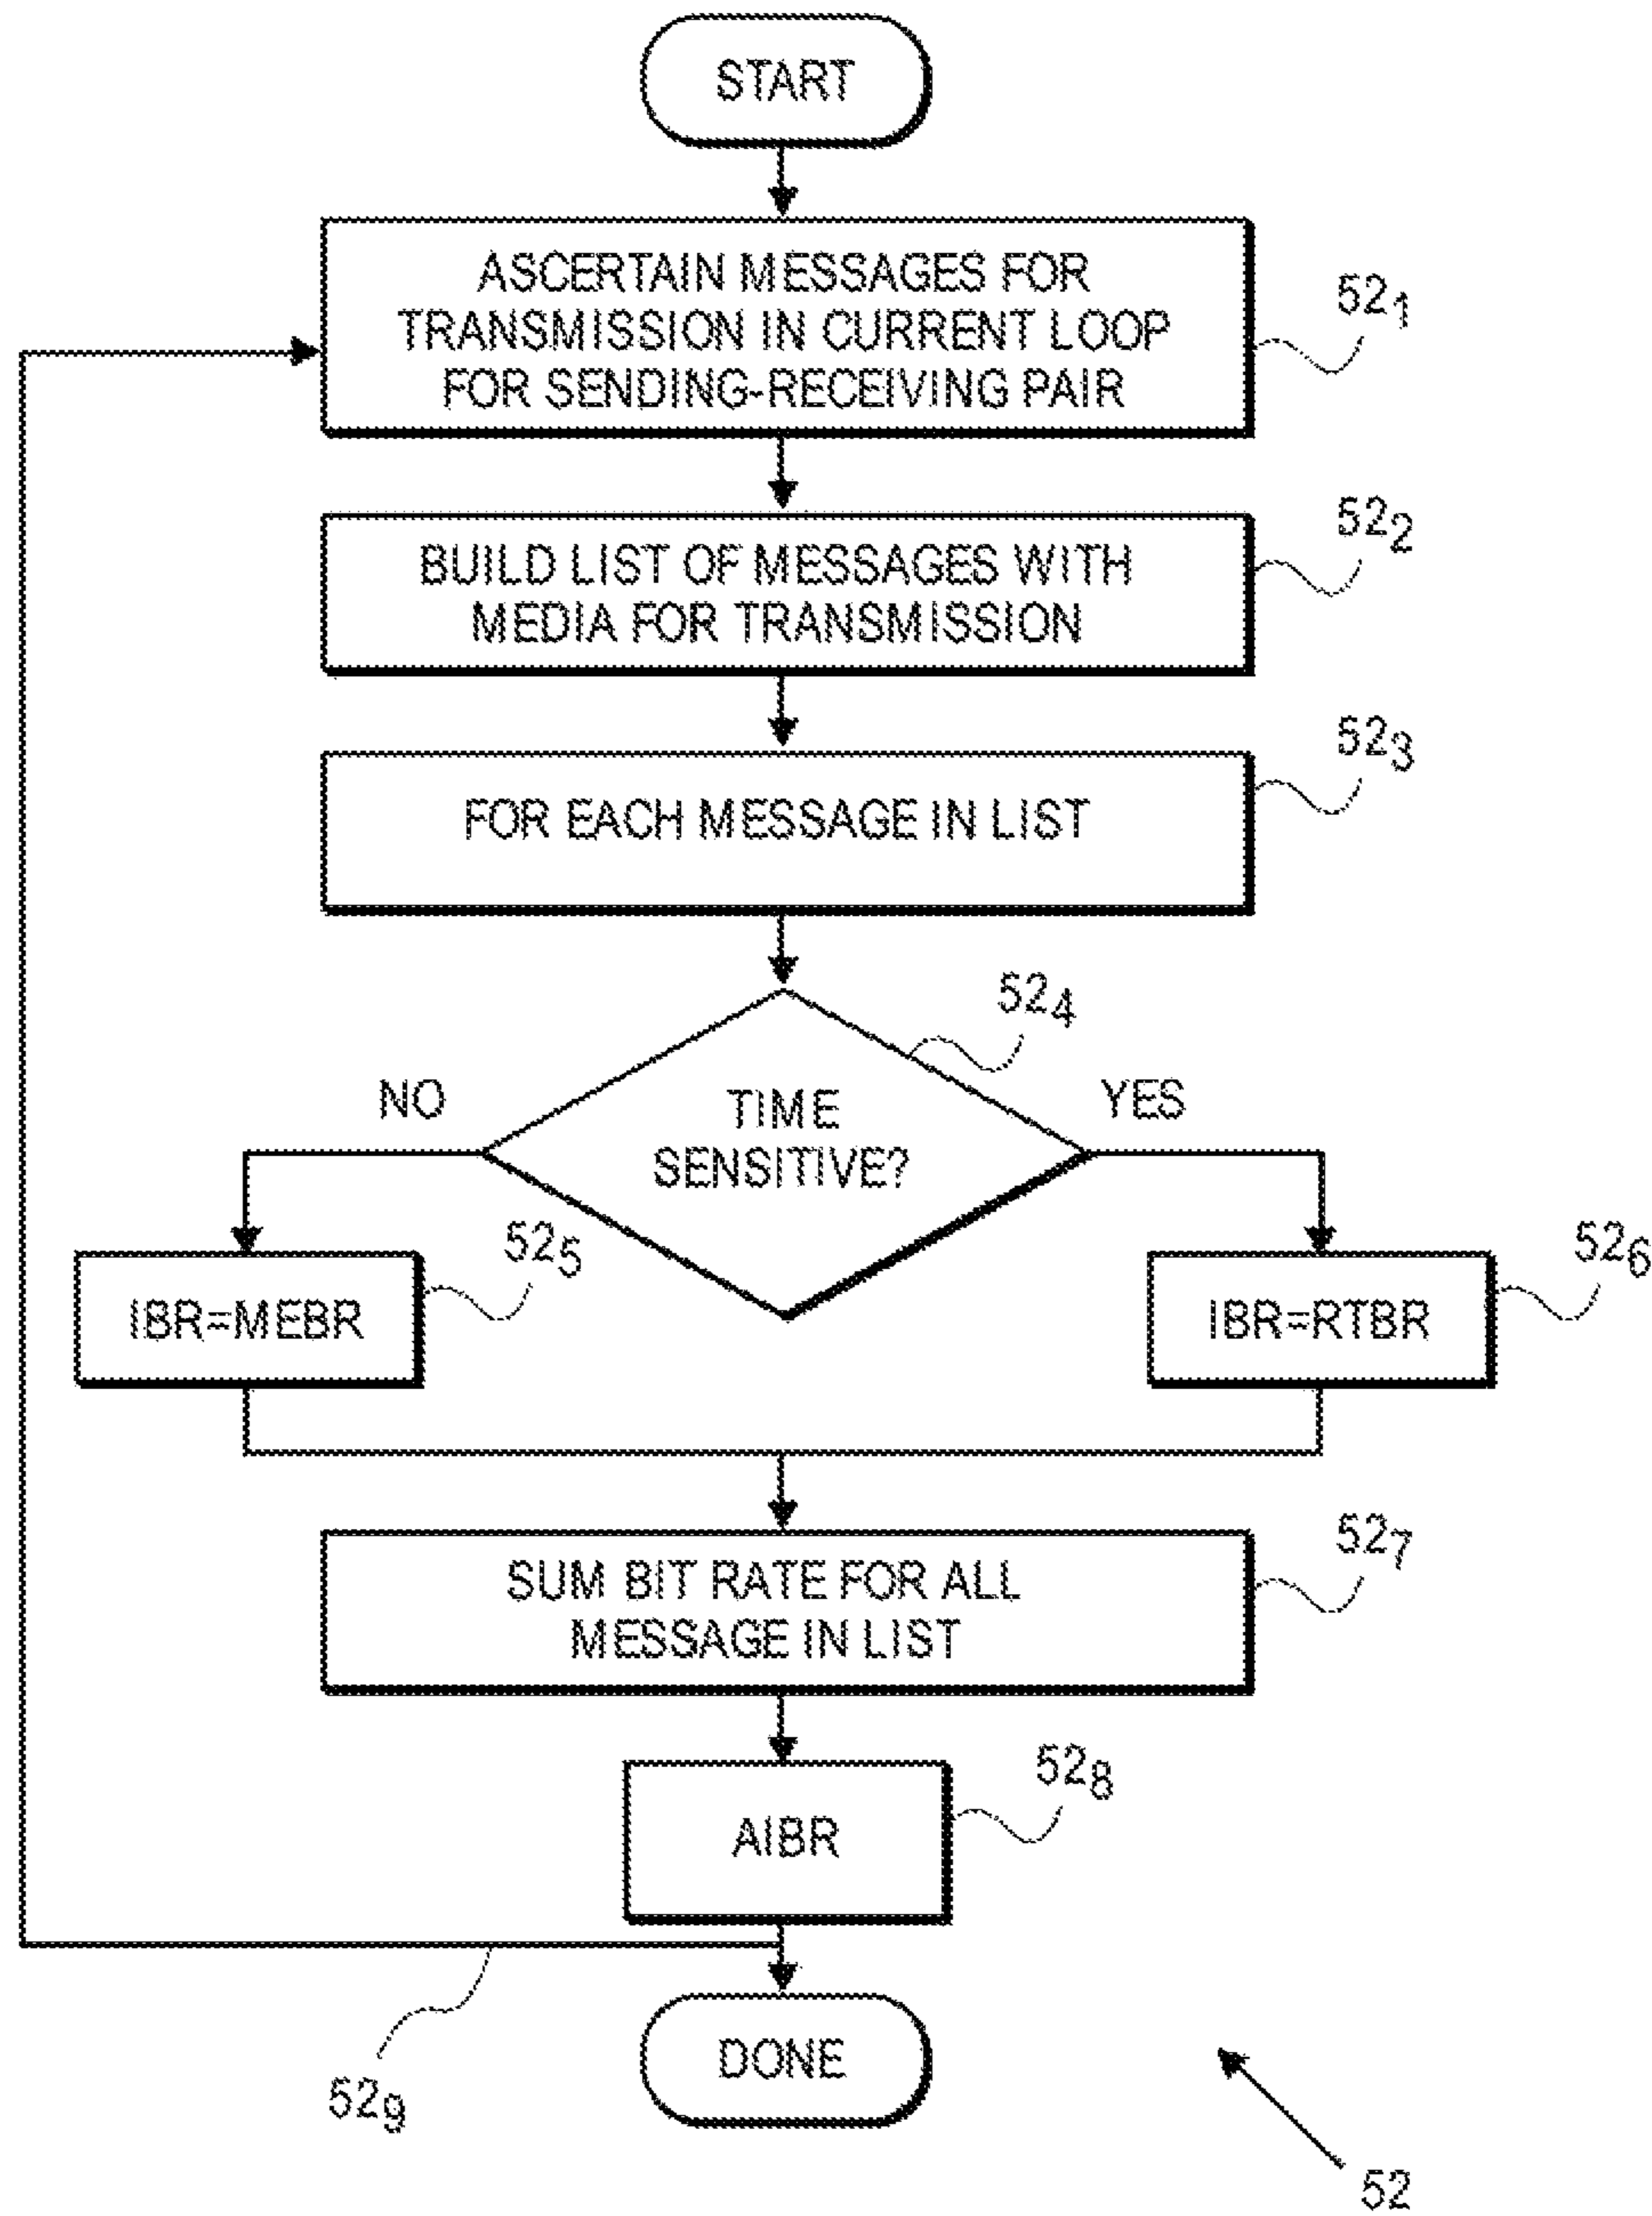 START
ASCERTAIN MESSAGES FOR
TRANSMISSION IN CURRENT LOOP
FOR SENDING-RECEIVING PAIR
52₁
BUILD LIST OF MESSAGES WITH
MEDIA FOR TRANSMISSION
52₂
FOR EACH MESSAGE IN LIST
52₃
52₄
NO
TIME
SENSITIVE?
YES
IBR=MEBR
52₅
IBR=RTBR
52₆
SUM BIT RATE FOR ALL
MESSAGE IN LIST
52₇
AIBR
52₈
DONE
52₉
52